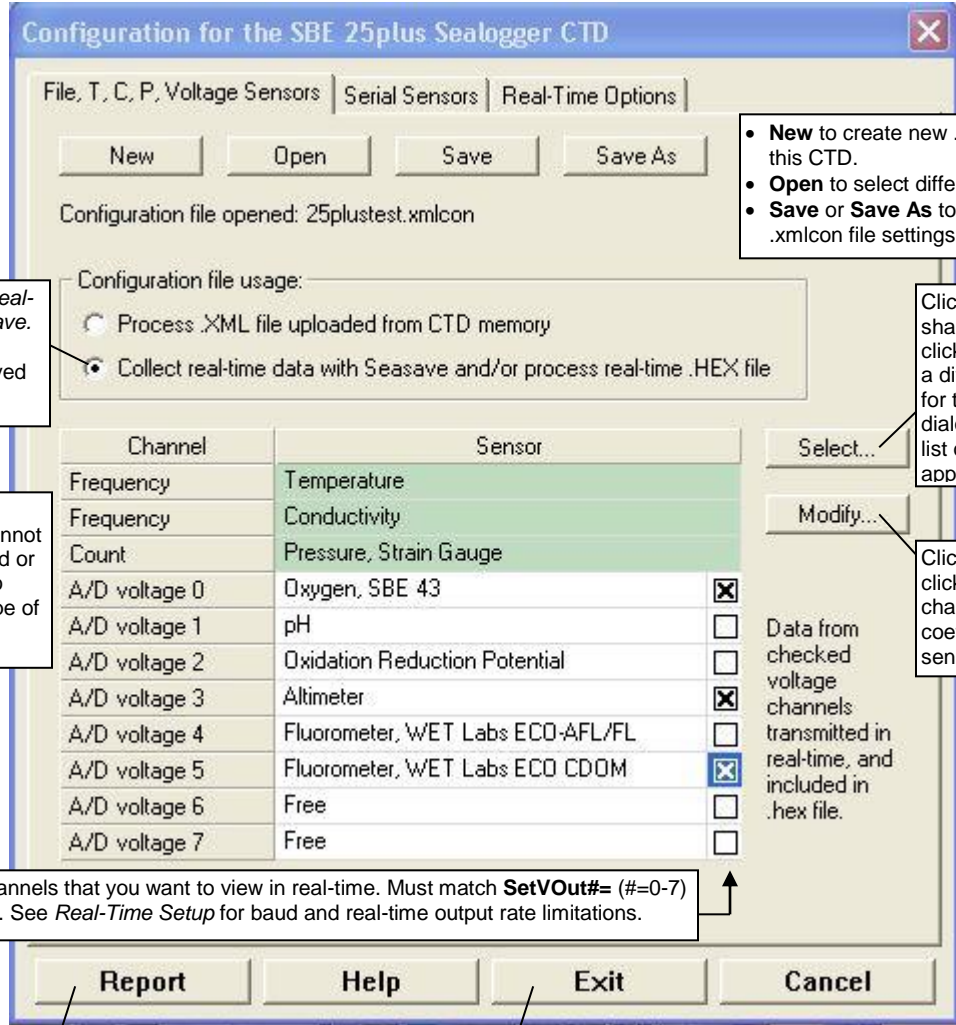 Configuration for the SBE 25plus Sealogger CTD
File, T, C, P, Voltage Sensors Serial Sensors Real-Time Options
New Open Save Save As
• New to create new
this CTD.
• Open to select
• Save or Save As to
.xmlcon file settings
Configuration file opened: 25plustest.xmlcon
Configuration file usage:
Process .XML file uploaded from CTD memory
Collect real-time data with Seasave and/or process real-time .HEX file
Channel Sensor
Select...
Modify...
Frequency Temperature
Frequency Conductivity
Count Pressure, Strain Gauge
A/D voltage 0 Oxygen, SBE 43
A/D voltage 1 pH
A/D voltage 2 Oxidation Reduction Potential
A/D voltage 3 Altimeter
A/D voltage 4 Fluorometer, WET Labs ECO-AFL/FL
A/D voltage 5 Fluorometer, WET Labs ECO CDOM
A/D voltage 6 Free
A/D voltage 7 Free
Data from
checked
voltage
channels
transmitted in
real-time, and
included in
.hex file.
or
of
for
list
that you want to view in real-time. Must match SetVOut#= (#=0-7)
. See Real-Time Setup for baud and real-time output rate limitations.
Report Help Exit Cancel